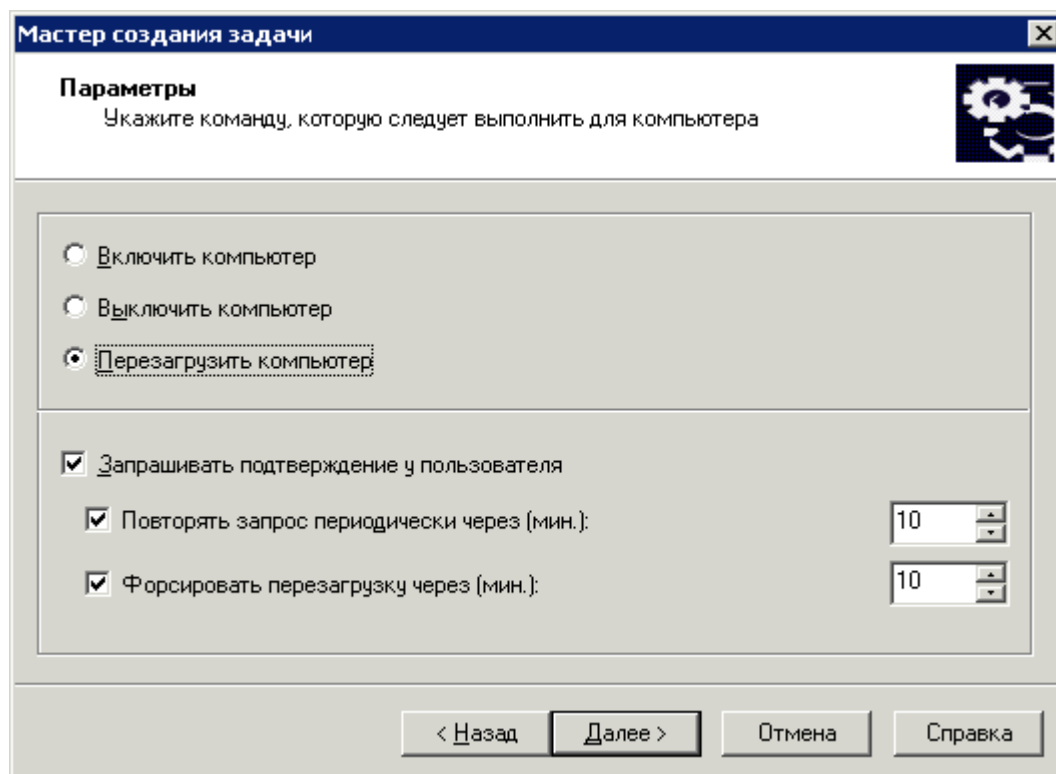 Мастер создания задачи
Параметры
Укажите команду, которую следует выполнить для компьютера
Включить компьютер
Выключить компьютер
Перезагрузить компьютер
Запрашивать подтверждение у пользователя
Повторять запрос периодически через (мин.): 10
Форсировать перезагрузку через (мин.): 10
< Назад Далее > Отмена Справка